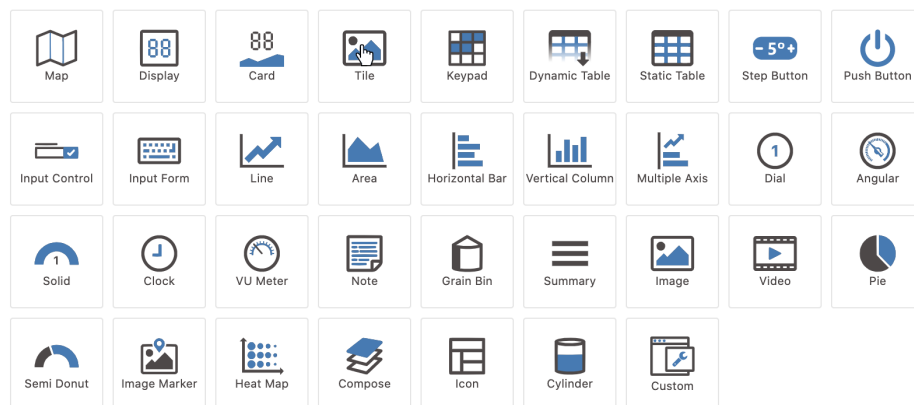 88
88
- 5° +
Map
Display
Card
Tile
Keypad
Dynamic Table
Static Table
Step Button
Push Button
1
Input Control
Input Form
Line
Area
Horizontal Bar
Vertical Column
Multiple Axis
Dial
Angular
1
Solid
Clock
VU Meter
Note
Grain Bin
Summary
Image
Video
Pie
Semi Donut
Image Marker
Heat Map
Compose
Icon
Cylinder
Custom